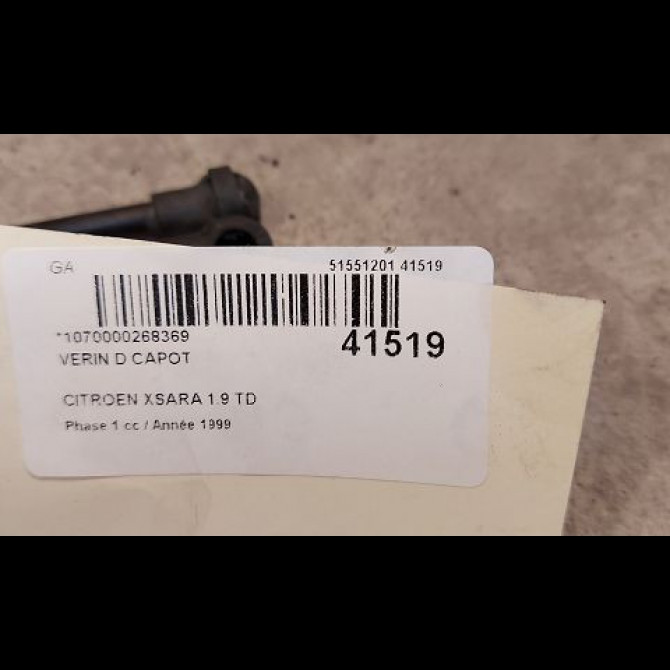 GA 51551201 41519
*1070000268369 41519
VERIN D CAPOT
CITROEN XSARA 1.9 TD
Phase 1 cc / Année 1999